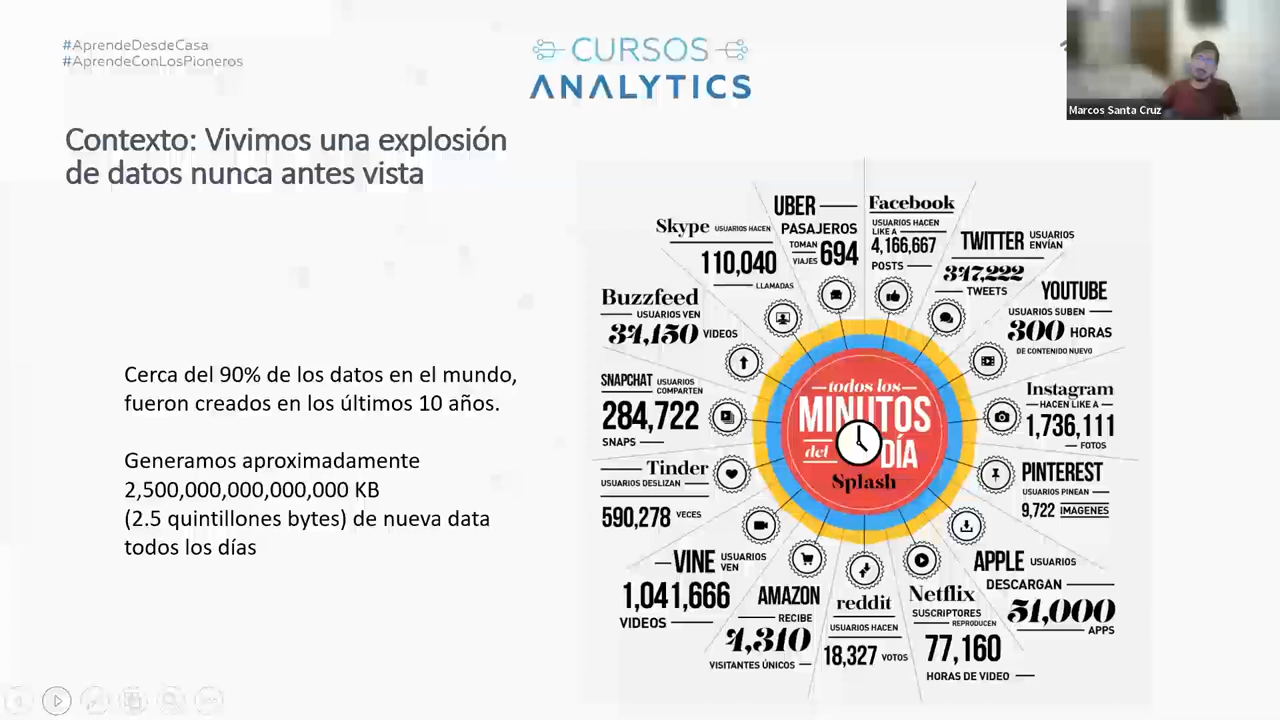 #AprendeDesdeCasa
#AprendeConLosPioneros
CURSOS
ANALYTICS
Marcos Santa Cruz
Contexto: Vivimos una explosión
de datos nunca antes vista
Cerca del 90% de los datos en el mundo,
fueron creados en los últimos 10 años.
Generamos aproximadamente
2,500,000,000,000,000 KB
(2.5 quintillones bytes) de nueva data
todos los días
todos los
MINUTOS
del DÍA
Splash
UBER
PASAJEROS
TOMAN
VIAJES 694
Facebook
USUARIOS HACEN
LIKE A
4,166,667
POSTS
TWITTER USUARIOS
ENVÍAN
347,222
TWEETS
YOUTUBE
USUARIOS SUBEN
300 HORAS
DE CONTENIDO NUEVO
Instagram
HACEN LIKE A
1,736,111
FOTOS
PINTEREST
USUARIOS PINEAN
9,722 IMAGENES
APPLE USUARIOS
DESCARGAN
51,000
APPS
Netflix
SUSCRIPTORES
REPRODUCEN
77,160
HORAS DE VIDEO
reddit
USUARIOS HACEN
18,327 VOTOS
AMAZON
RECIBE
4,310
VISITANTES ÚNICOS
VINE USUARIOS
VEN
1,041,666
VIDEOS
Tinder
USUARIOS DESLIZAN
590,278 VECES
SNAPCHAT USUARIOS
COMPARTEN
284,722
SNAPS
Buzzfeed
USUARIOS VEN
34,150 VIDEOS
Skype USUARIOS HACEN
110,040
LLAMADAS